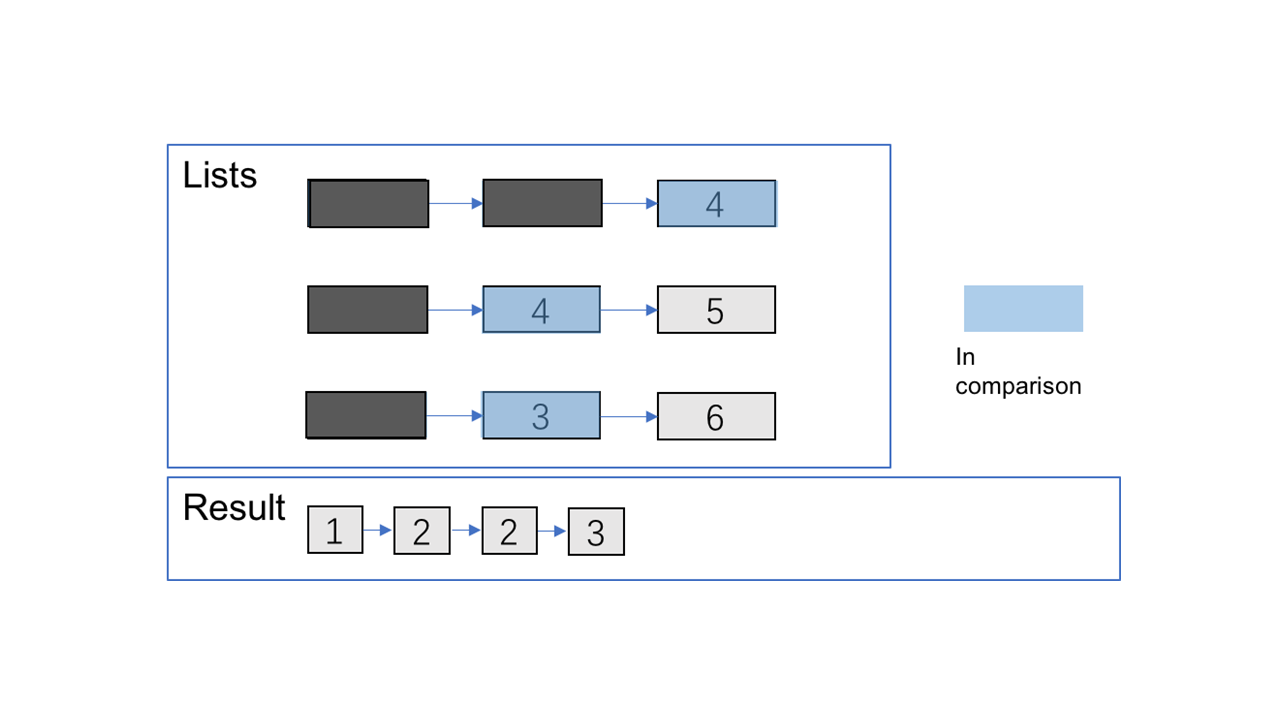 Lists
4
4 5
3 6
In
comparison
Result
1 2 2 3